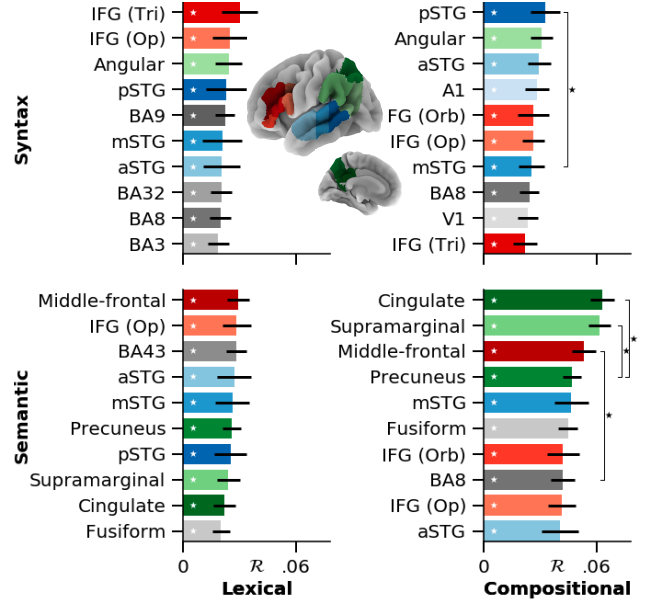 Syntax
IFG (Tri)
IFG (Op)
Angular
pSTG
BA9
mSTG
aSTG
BA32
BA8
BA3
pSTG
Angular
aSTG
A1
FG (Orb)
IFG (Op)
mSTG
BA8
V1
IFG (Tri)
Semantic
Middle-frontal
IFG (Op)
BA43
aSTG
mSTG
Precuneus
pSTG
Supramarginal
Cingulate
Fusiform
0 ℛ .06
Lexical
Cingulate
Supramarginal
Middle-frontal
Precuneus
mSTG
Fusiform
IFG (Orb)
BA8
IFG (Op)
aSTG
0 ℛ .06
Compositional